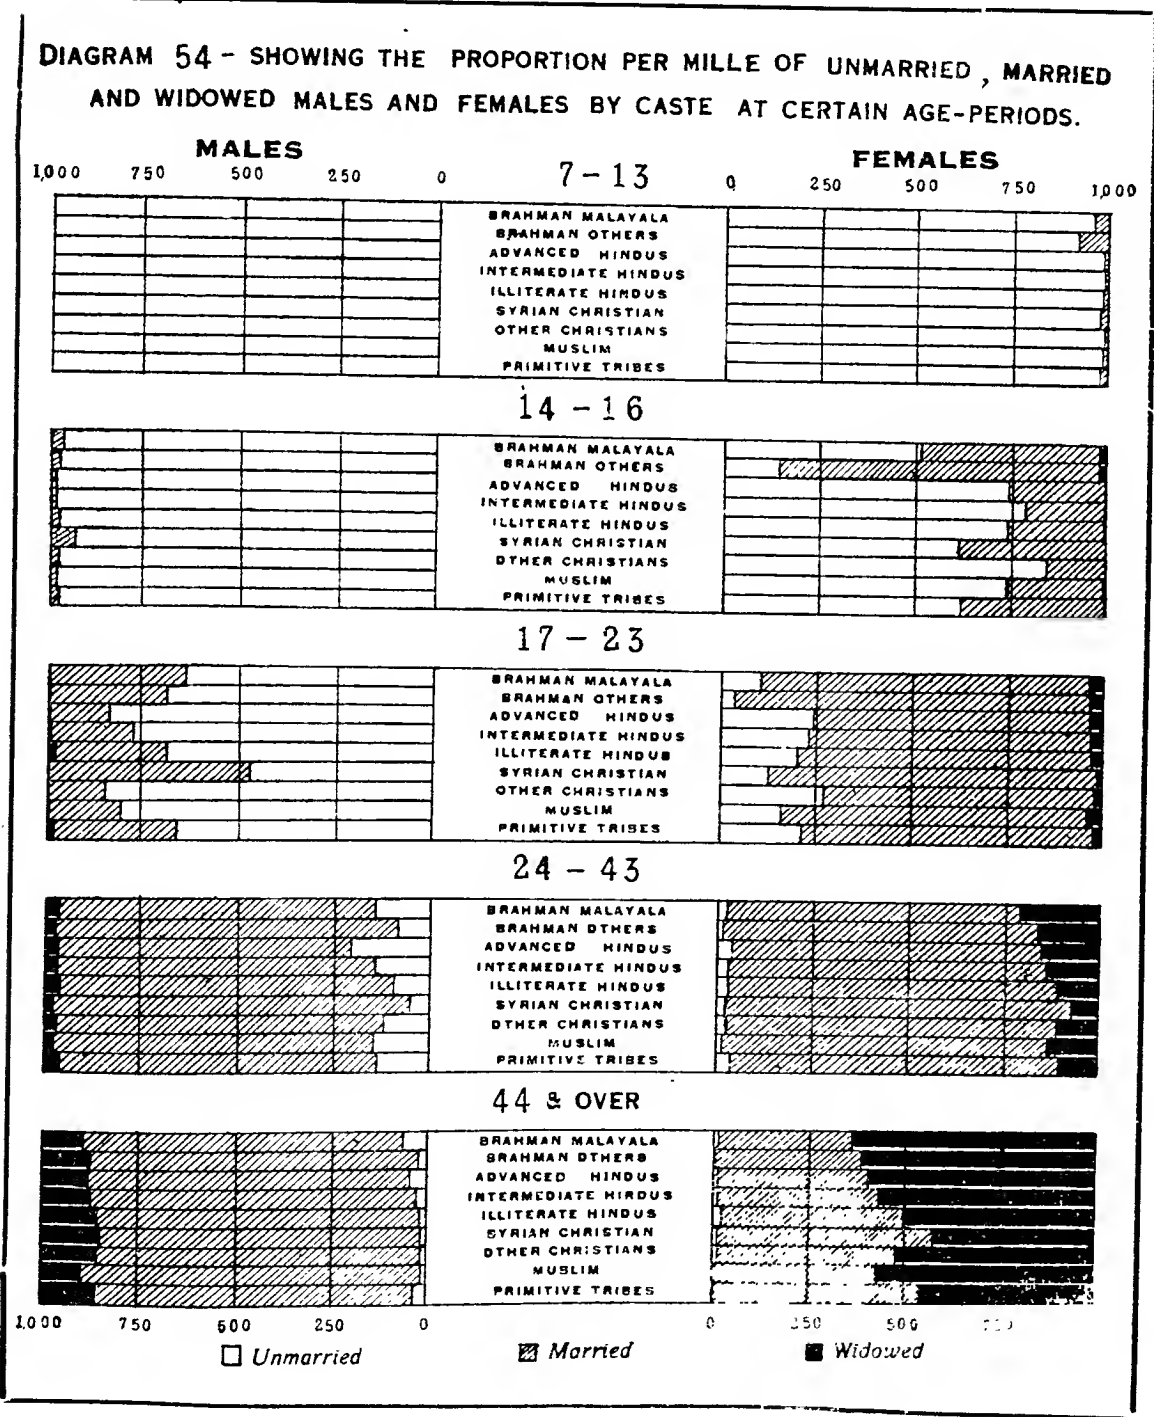 DIAGRAM 54 - SHOWING THE PROPORTION PER MILLE OF UNMARRIED, MARRIED
AND WIDOWED MALES AND FEMALES BY CASTE AT CERTAIN AGE-PERIODS.
MALES FEMALES
1,000 750 500 250 0 7-13 0 250 500 750 1,000
BRAHMAN MALAYALA
BRAHMAN OTHERS
ADVANCED HINDUS
INTERMEDIATE HINDUS
ILLITERATE HINDUS
SYRIAN CHRISTIAN
OTHER CHRISTIANS
MUSLIM
PRIMITIVE TRIBES
14-16
BRAHMAN MALAYALA
BRAHMAN OTHERS
ADVANCED HINDUS
INTERMEDIATE HINDUS
ILLITERATE HINDUS
SYRIAN CHRISTIAN
OTHER CHRISTIANS
MUSLIM
PRIMITIVE TRIBES
17-23
BRAHMAN MALAYALA
BRAHMAN OTHERS
ADVANCED HINDUS
INTERMEDIATE HINDUS
ILLITERATE HINDUS
SYRIAN CHRISTIAN
OTHER CHRISTIANS
MUSLIM
PRIMITIVE TRIBES
24-43
BRAHMAN MALAYALA
BRAHMAN OTHERS
ADVANCED HINDUS
INTERMEDIATE HINDUS
ILLITERATE HINDUS
SYRIAN CHRISTIAN
OTHER CHRISTIANS
MUSLIM
PRIMITIVE TRIBES
44 & OVER
BRAHMAN MALAYALA
BRAHMAN OTHERS
ADVANCED HINDUS
INTERMEDIATE HINDUS
ILLITERATE HINDUS
SYRIAN CHRISTIAN
OTHER CHRISTIANS
MUSLIM
PRIMITIVE TRIBES
1.000 750 500 250 0 0 250 500
Unmarried Married Widowed